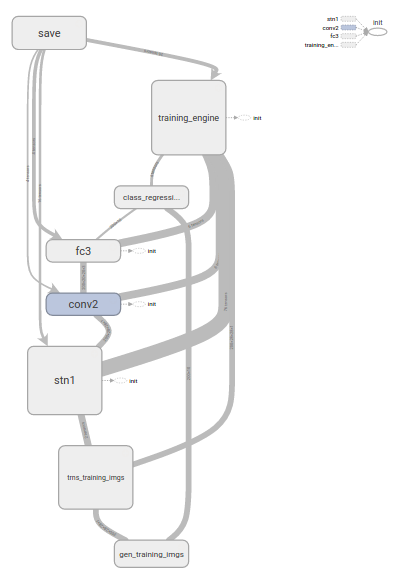 save
stn1
conv2
fc3
training_en...
init
training_engine
init
class_regressi...
fc3
init
conv2
init
stn1
init
tms_training_imgs
gen_training_imgs